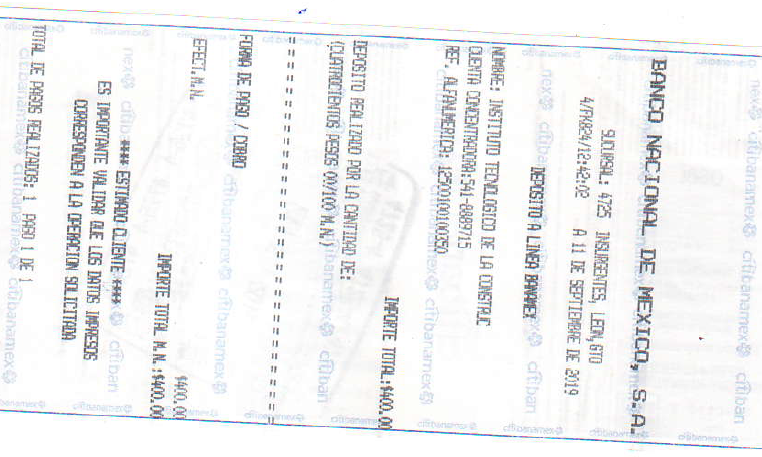 BANCO NACIONAL DE MEXICO, S.A.
SUCURSAL: 4725 INSURGENTES, LEON, GTO
4/FK824/12:42:02 A 11 DE SEPTIEMBRE DE 2019
DEPOSITO A LINEA BANAMEX
NOMBRE: INSTITUTO TECNOLOGICO DE LA CONSTRUC
CUENTA CONCENTRADORA:541-0889715
REF. ALFANUMERICA: 12500100100350
IMPORTE TOTAL:$400.00
DEPOSITO REALIZADO POR LA CANTIDAD DE:
(CUATROCIENTOS PESOS 00/100 M.N.)
FORMA DE PAGO / COBRO
EFECT.M.N. $400.00
IMPORTE TOTAL M.N.:$400.00
**** ESTIMADO CLIENTE ****
ES IMPORTANTE VALIDAR QUE LOS DATOS IMPRESOS
CORRESPONDEN A LA OPERACION SOLICITADA
TOTAL DE PAGOS REALIZADOS: 1 PAGO 1 DE 1